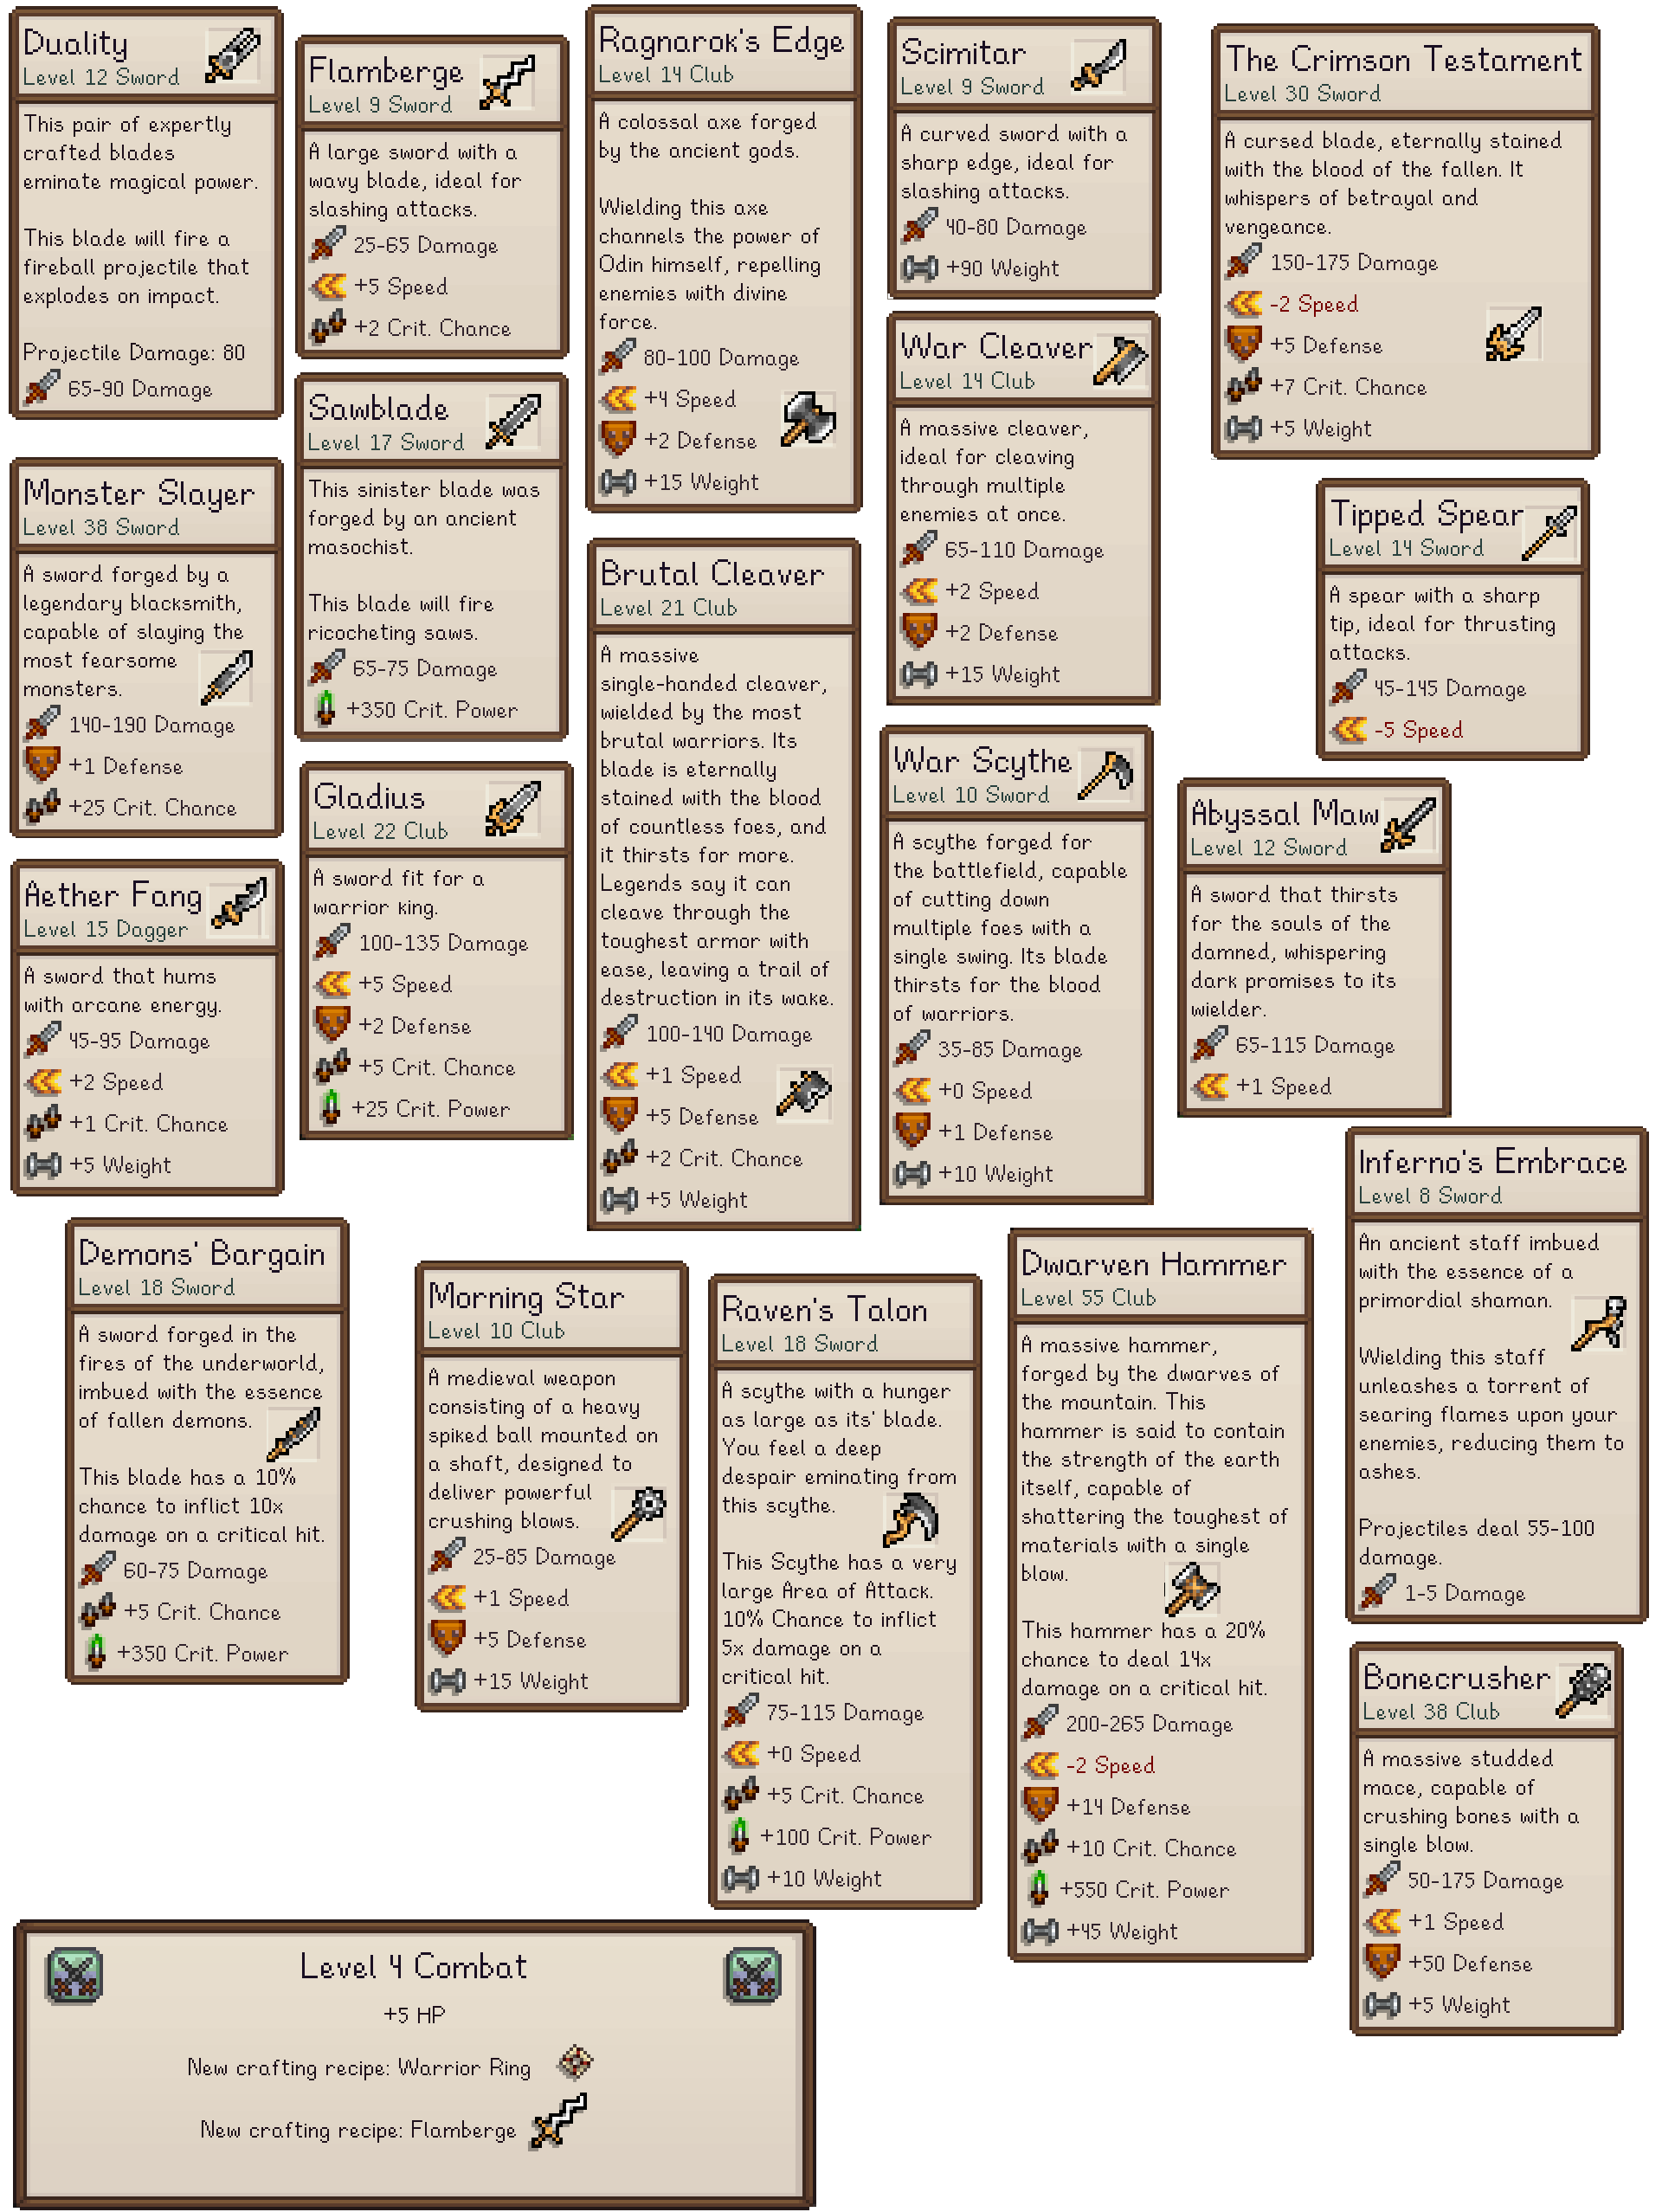 Duality
Level 12 Sword
This pair of expertly
crafted blades
eminate magical power.
This blade will fire a
fireball projectile that
explodes on impact.
Projectile Damage: 80
65-90 Damage
Flamberge
Level 9 Sword
A large sword with a
wavy blade, ideal for
slashing attacks.
25-65 Damage
+5 Speed
+2 Crit. Chance
Ragnarok's Edge
Level 14 Club
A colossal axe forged
by the ancient gods.
Wielding this axe
channels the power of
Odin himself, repelling
enemies with divine
force.
80-100 Damage
+4 Speed
+2 Defense
+15 Weight
Scimitar
Level 9 Sword
A curved sword with a
sharp edge, ideal for
slashing attacks.
40-80 Damage
+90 Weight
The Crimson Testament
Level 30 Sword
A cursed blade, eternally stained
with the blood of the fallen. It
whispers of betrayal and
vengeance.
150-175 Damage
-2 Speed
+5 Defense
+7 Crit. Chance
+5 Weight
Monster Slayer
Level 38 Sword
A sword forged by a
legendary blacksmith,
capable of slaying the
most fearsome
monsters.
140-190 Damage
+1 Defense
+25 Crit. Chance
Sawblade
Level 17 Sword
This sinister blade was
forged by an ancient
masochist.
This blade will fire
ricocheting saws.
65-75 Damage
+350 Crit. Power
War Cleaver
Level 14 Club
A massive cleaver,
ideal for cleaving
through multiple
enemies at once.
65-110 Damage
+2 Speed
+2 Defense
+15 Weight
Tipped Spear
Level 14 Sword
A spear with a sharp
tip, ideal for thrusting
attacks.
45-145 Damage
-5 Speed
Brutal Cleaver
Level 21 Club
A massive
single-handed cleaver,
wielded by the most
brutal warriors. Its
blade is eternally
stained with the blood
of countless foes, and
it thirsts for more.
Legends say it can
cleave through the
toughest armor with
ease, leaving a trail of
destruction in its wake.
100-140 Damage
+1 Speed
+5 Defense
+2 Crit. Chance
+5 Weight
Aether Fang
Level 15 Dagger
A sword that hums
with arcane energy.
45-95 Damage
+2 Speed
+1 Crit. Chance
+5 Weight
Gladius
Level 22 Club
A sword fit for a
warrior king.
100-135 Damage
+5 Speed
+2 Defense
+5 Crit. Chance
+25 Crit. Power
War Scythe
Level 10 Sword
A scythe forged for
the battlefield, capable
of cutting down
multiple foes with a
single swing. Its blade
thirsts for the blood
of warriors.
35-85 Damage
+0 Speed
+1 Defense
+10 Weight
Abyssal Maw
Level 12 Sword
A sword that thirsts
for the souls of the
damned, whispering
dark promises to its
wielder.
65-115 Damage
+1 Speed
Demons' Bargain
Level 18 Sword
A sword forged in the
fires of the underworld,
imbued with the essence
of fallen demons.
This blade has a 10%
chance to inflict 10x
damage on a critical hit.
60-75 Damage
+5 Crit. Chance
+350 Crit. Power
Morning Star
Level 10 Club
A medieval weapon
consisting of a heavy
spiked ball mounted on
a shaft, designed to
deliver powerful
crushing blows.
25-85 Damage
+1 Speed
+5 Defense
+15 Weight
Raven's Talon
Level 18 Sword
A scythe with a hunger
as large as its' blade.
You feel a deep
despair eminating from
this scythe.
This Scythe has a very
large Area of Attack.
10% Chance to inflict
5x damage on a
critical hit.
75-115 Damage
+0 Speed
+5 Crit. Chance
+100 Crit. Power
+10 Weight
Dwarven Hammer
Level 55 Club
A massive hammer,
forged by the dwarves of
the mountain. This
hammer is said to contain
the strength of the earth
itself, capable of
shattering the toughest of
materials with a single
blow.
This hammer has a 20%
chance to deal 14x
damage on a critical hit.
200-265 Damage
-2 Speed
+14 Defense
+10 Crit. Chance
+550 Crit. Power
+45 Weight
Inferno's Embrace
Level 8 Sword
An ancient staff imbued
with the essence of a
primordial shaman.
Wielding this staff
unleashes a torrent of
searing flames upon your
enemies, reducing them to
ashes.
Projectiles deal 55-100
damage.
1-5 Damage
Bonecrusher
Level 38 Club
A massive studded
mace, capable of
crushing bones with a
single blow.
50-175 Damage
+1 Speed
+50 Defense
+5 Weight
Level 4 Combat
+5 HP
New crafting recipe: Warrior Ring
New crafting recipe: Flamberge